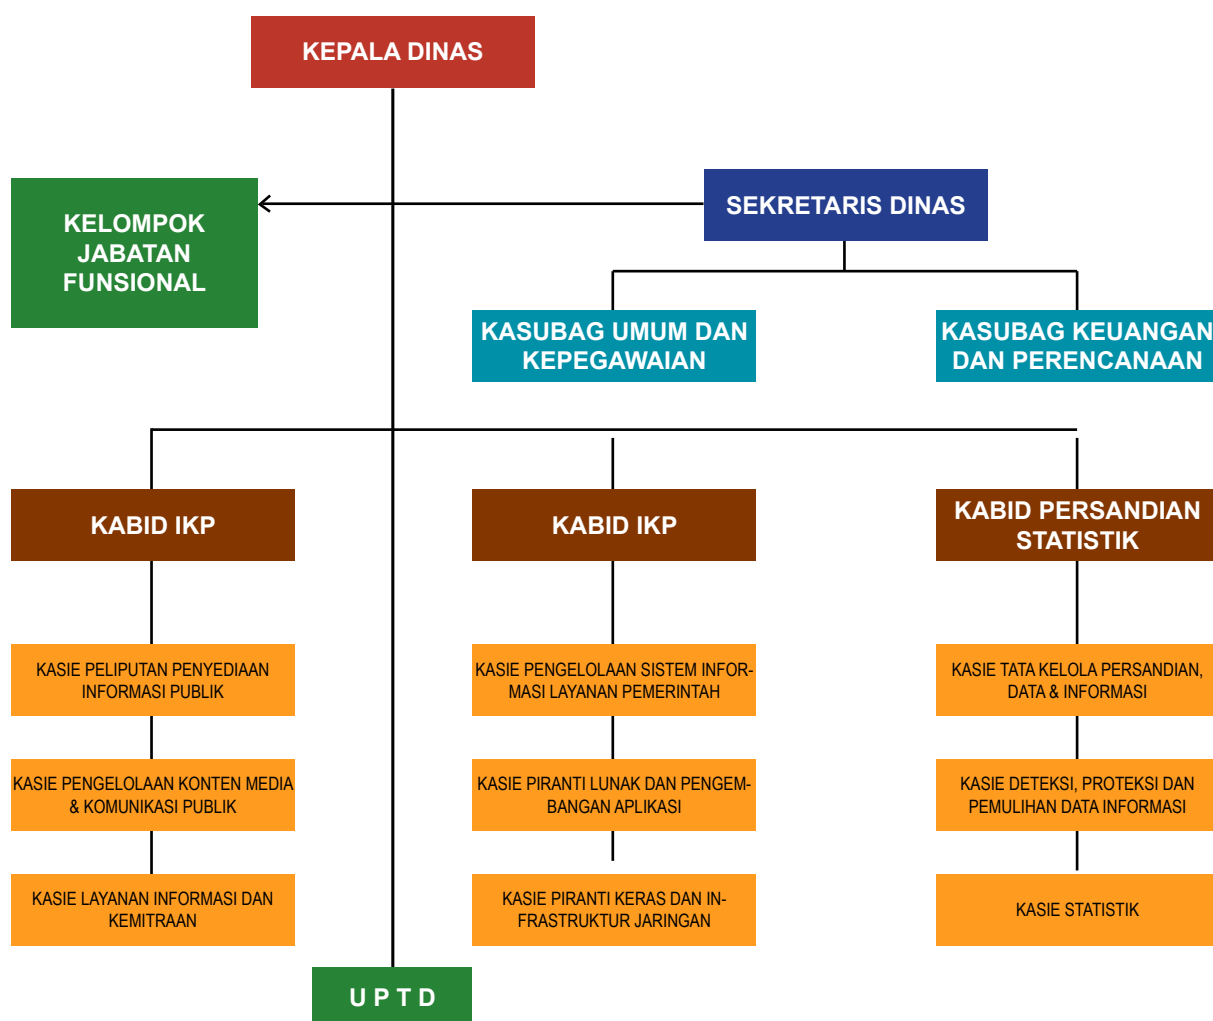 KEPALA DINAS
KELOMPOK
JABATAN
FUNSIONAL
SEKRETARIS DINAS
KASUBAG UMUM DAN
KEPEGAWAIAN
KASUBAG KEUANGAN
DAN PERENCANAAN
KABID IKP
KABID IKP
KABID PERSANDIAN
STATISTIK
KASIE PELIPUTAN PENYEDIAAN
INFORMASI PUBLIK
KASIE PENGELOLAAN SISTEM INFOR-
MASI LAYANAN PEMERINTAH
KASIE TATA KELOLA PERSANDIAN,
DATA & INFORMASI
KASIE PENGELOLAAN KONTEN MEDIA
& KOMUNIKASI PUBLIK
KASIE PIRANTI LUNAK DAN PENGEM-
BANGAN APLIKASI
KASIE DETEKSI, PROTEKSI DAN
PEMULIHAN DATA INFORMASI
KASIE LAYANAN INFORMASI DAN
KEMITRAAN
KASIE PIRANTI KERAS DAN IN-
FRASTRUKTUR JARINGAN
KASIE STATISTIK
U P T D